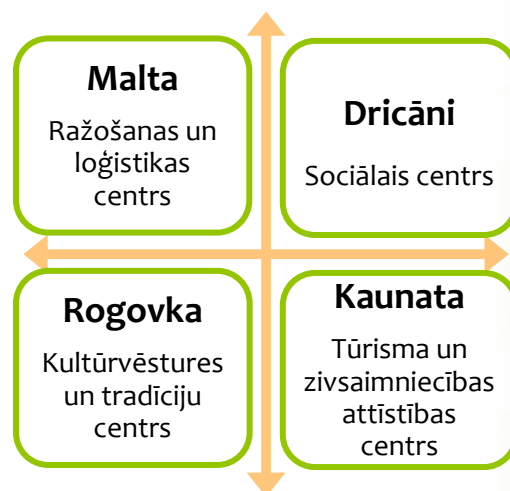 Malta
Ražošanas un
loģistikas
centrs
Dricāni
Sociālais centrs
Rogovka
Kultūrvēstures
un tradīciju
centrs
Kaunata
Tūrisma un
zivsaimniecības
attīstības
centrs